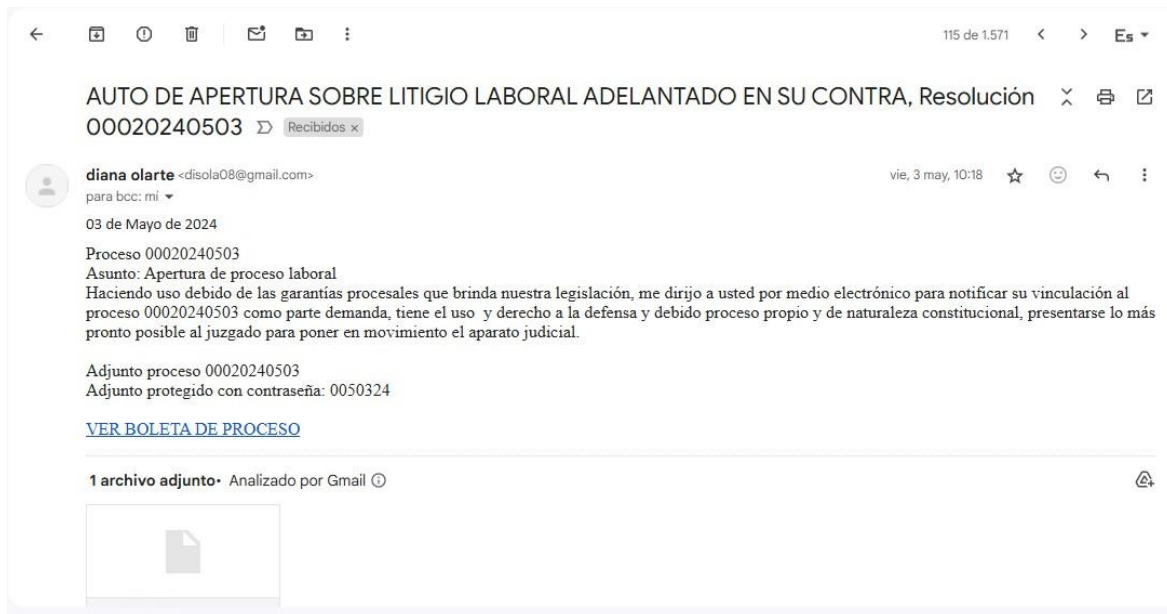 115 de 1.571
Es
AUTO DE APERTURA SOBRE LITIGIO LABORAL ADELANTADO EN SU CONTRA, Resolución
00020240503 Recibidos x
diana olarte <disola08@gmail.com>
vie, 3 may, 10:18
para bcc: mí
03 de Mayo de 2024
Proceso 00020240503
Asunto: Apertura de proceso laboral
Haciendo uso debido de las garantías procesales que brinda nuestra legislación, me dirijo a usted por medio electrónico para notificar su vinculación al
proceso 00020240503 como parte demanda, tiene el uso y derecho a la defensa y debido proceso propio y de naturaleza constitucional, presentarse lo más
pronto posible al juzgado para poner en movimiento el aparato judicial.
Adjunto proceso 00020240503
Adjunto protegido con contraseña: 0050324
VER BOLETA DE PROCESO
1 archivo adjunto • Analizado por Gmail